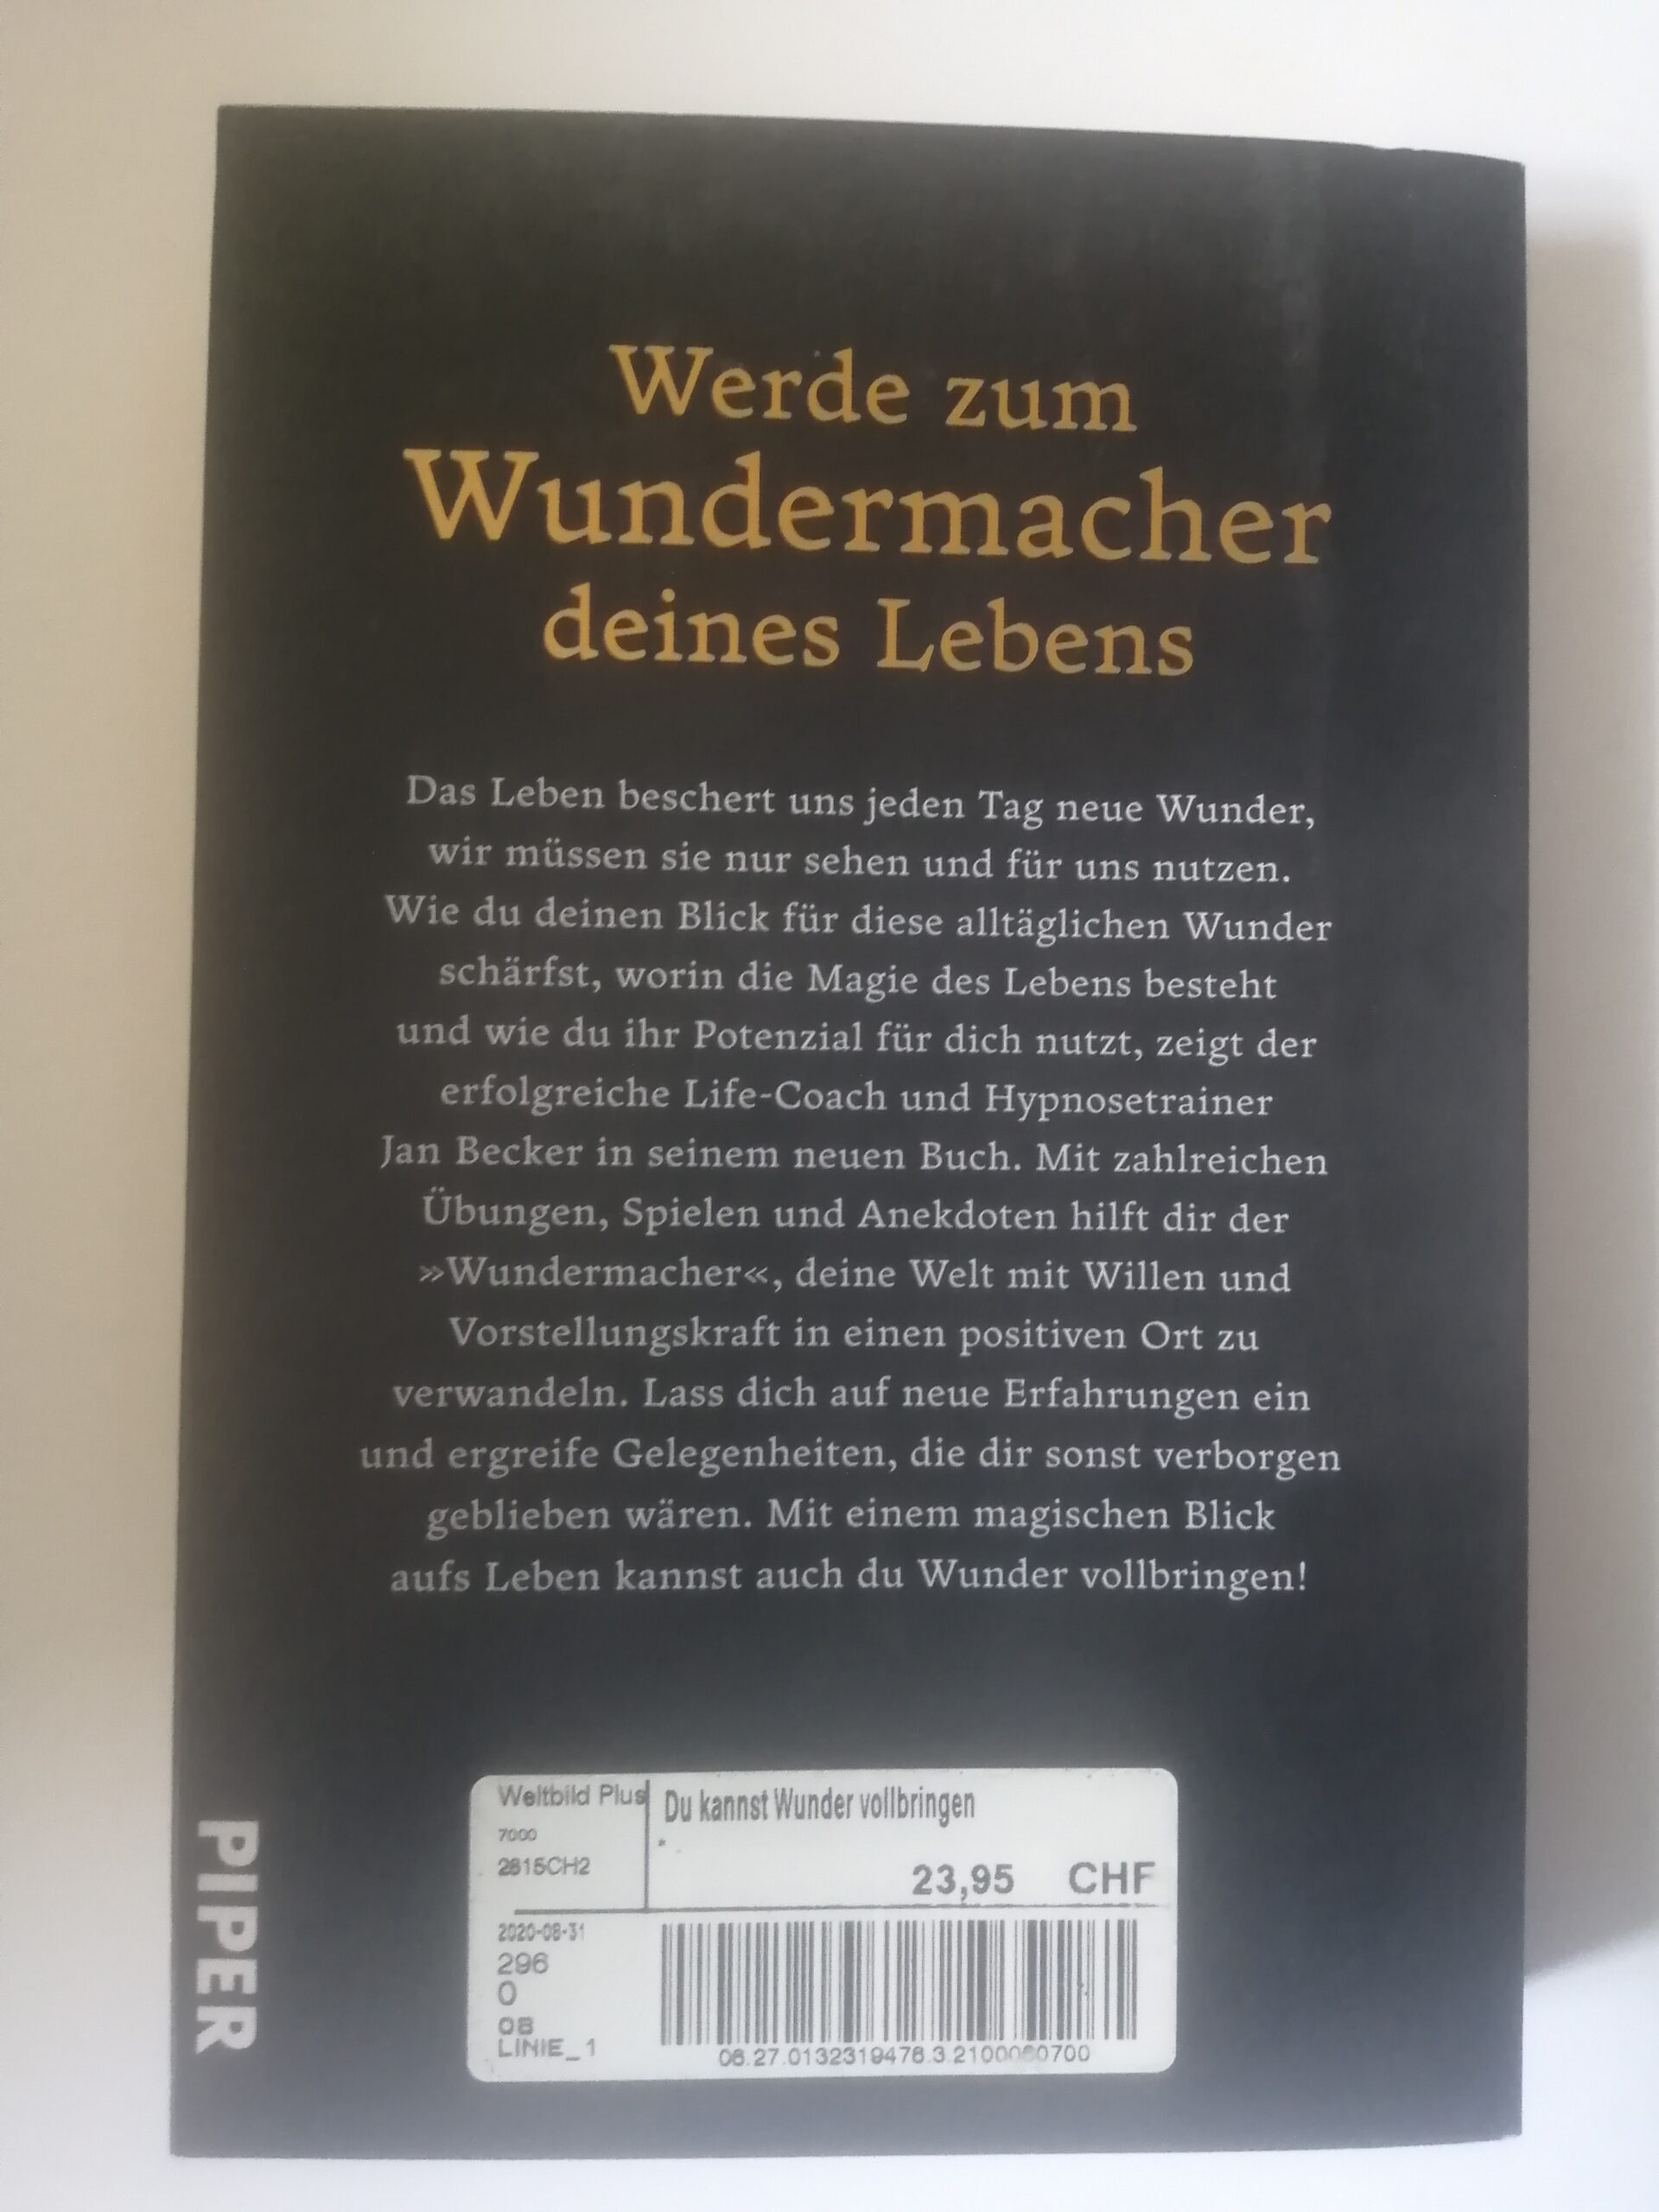 Werde zum
Wundermacher
deines Lebens
Das Leben beschert uns jeden Tag neue Wunder,
wir müssen sie nur sehen und für uns nutzen.
Wie du deinen Blick für diese alltäglichen Wunder
schärfst, worin die Magie des Lebens besteht
und wie du ihr Potenzial für dich nutzt, zeigt der
erfolgreiche Life-Coach und Hypnosetrainer
Jan Becker in seinem neuen Buch. Mit zahlreichen
Übungen, Spielen und Anekdoten hilft dir der
»Wundermacher«, deine Welt mit Willen und
Vorstellungskraft in einen positiven Ort zu
verwandeln. Lass dich auf neue Erfahrungen ein
und ergreife Gelegenheiten, die dir sonst verborgen
geblieben wären. Mit einem magischen Blick
aufs Leben kannst auch du Wunder vollbringen!
PIPER
Weltbild Plus
7000
2815CH2
Du kannst Wunder vollbringen
23,95 CHF
2020-08-31
296
0
08
LINIE_1